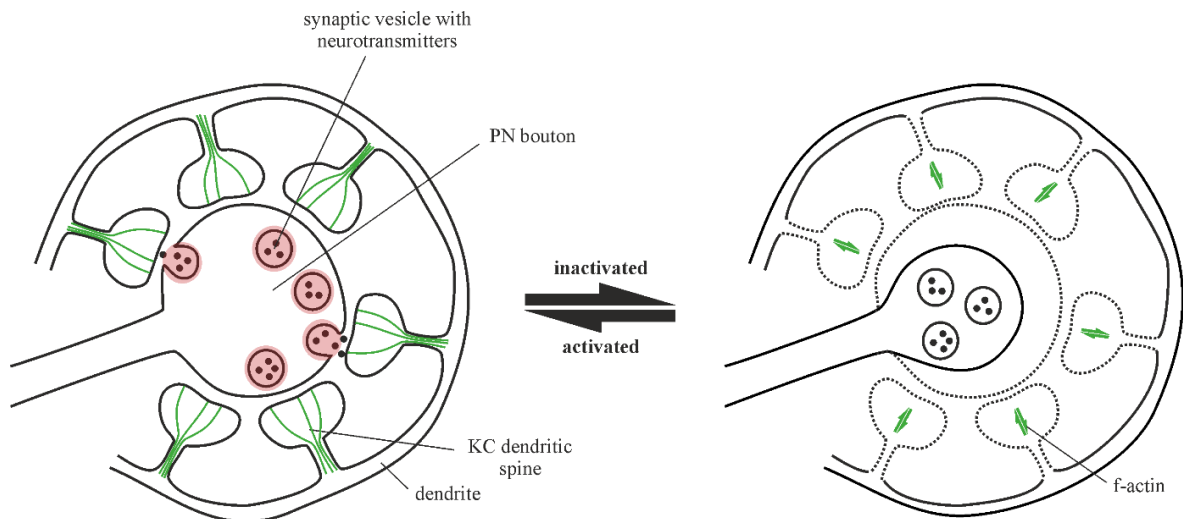 synaptic vesicle with
neurotransmitters
PN bouton
inactivated
activated
KC dendritic
spine
dendrite
f-actin